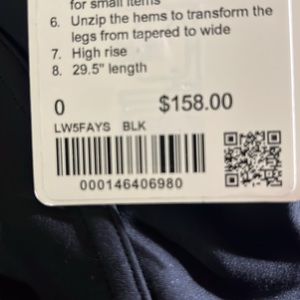 for small items
6. Unzip the hems to transform the
legs from tapered to wide
7. High rise
8. 29.5" length
0 $158.00
LW5FAYS BLK
000146406980